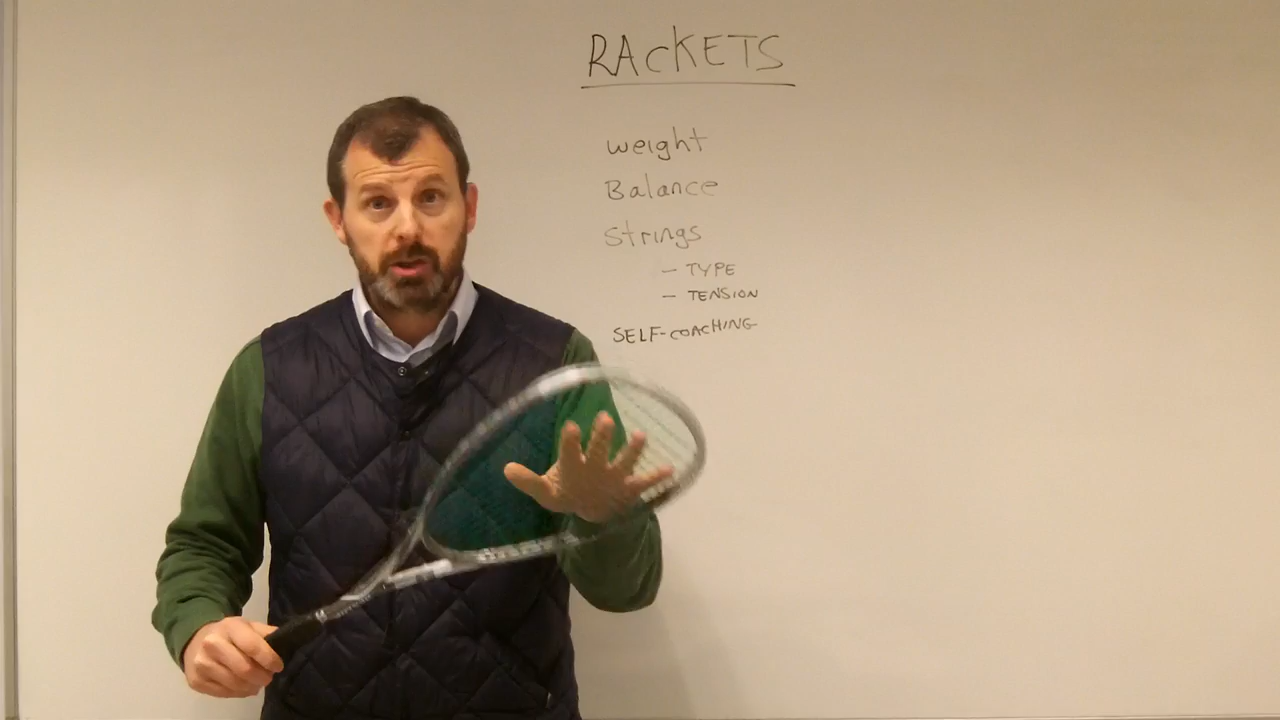 RACKETS
weight
Balance
Strings
- TYPE
- TENSION
SELF-COACHING